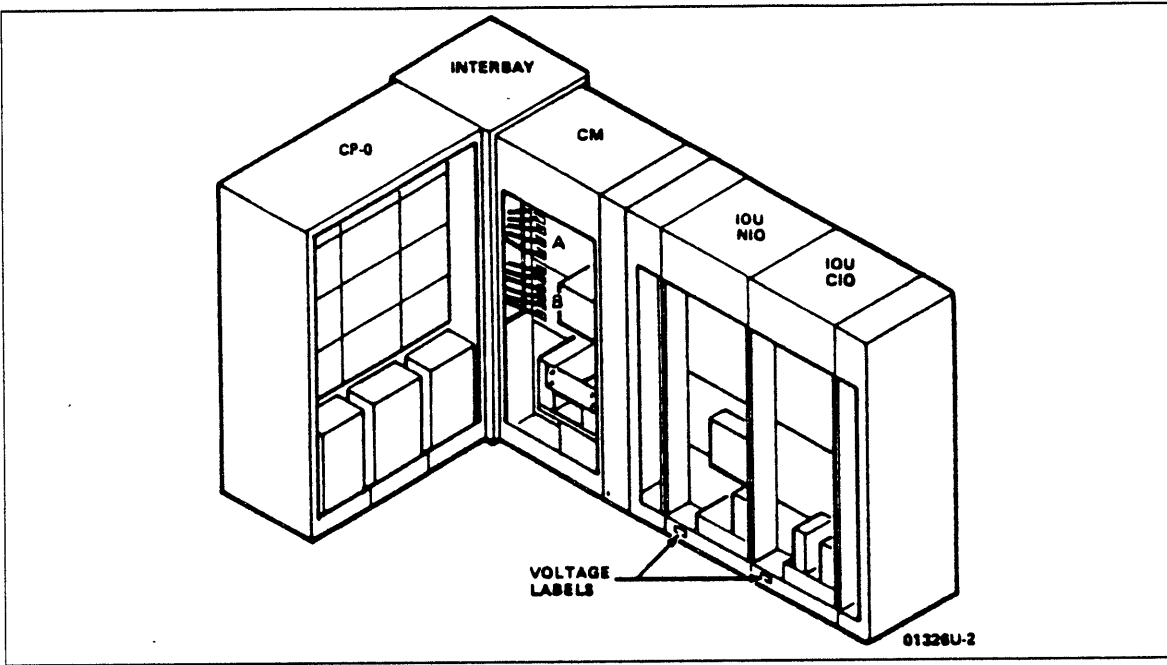 INTERBAY
CP-0
CM
IOU
NIO
IOU
CIO
A
B
VOLTAGE
LABELS
01326U-2